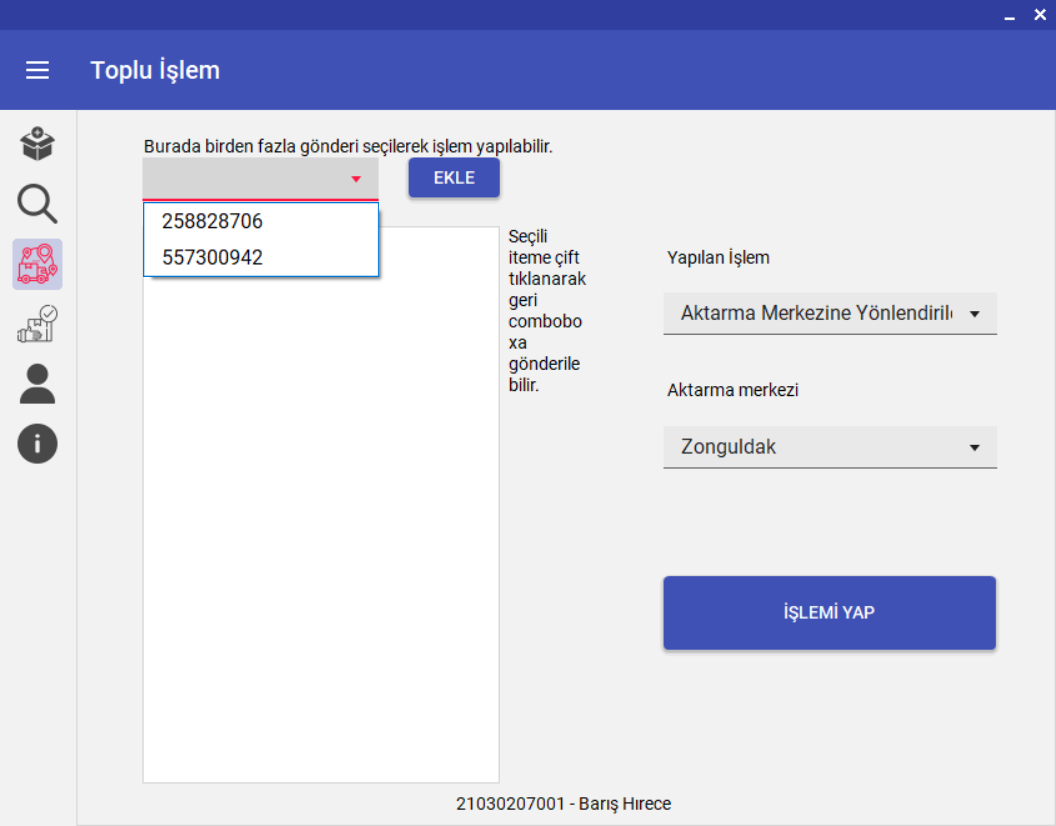 Toplu İşlem
Burada birden fazla gönderi seçilerek işlem yapılabilir.
EKLE
258828706
557300942
Seçili
iteme çift
tıklanarak
geri
combobo
xa
gönderile
bilir.
Yapılan İşlem
Aktarma Merkezine Yönlendiril
Aktarma merkezi
Zonguldak
İŞLEMİ YAP
21030207001 - Barış Hırece